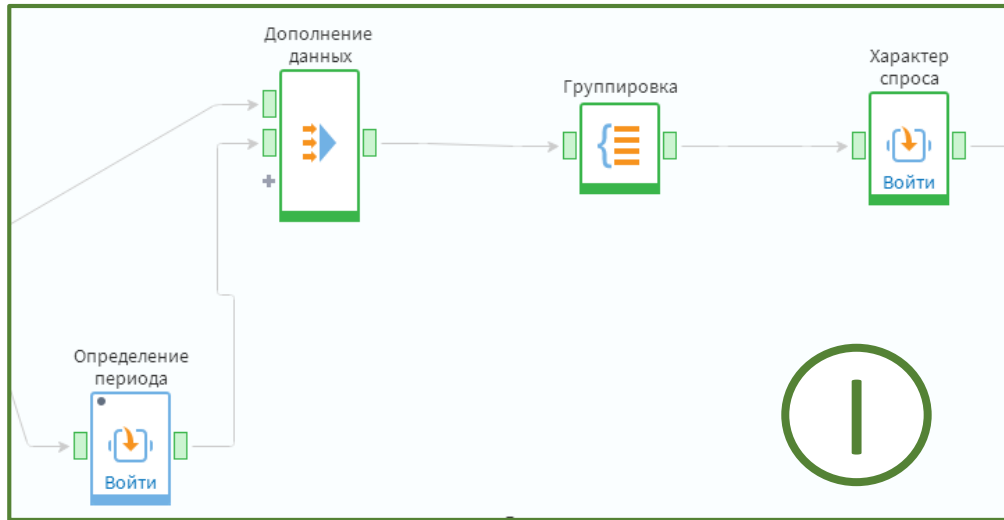 Дополнение
данных
Группировка
Характер
спроса
Войти
Определение
периода
Войти
I